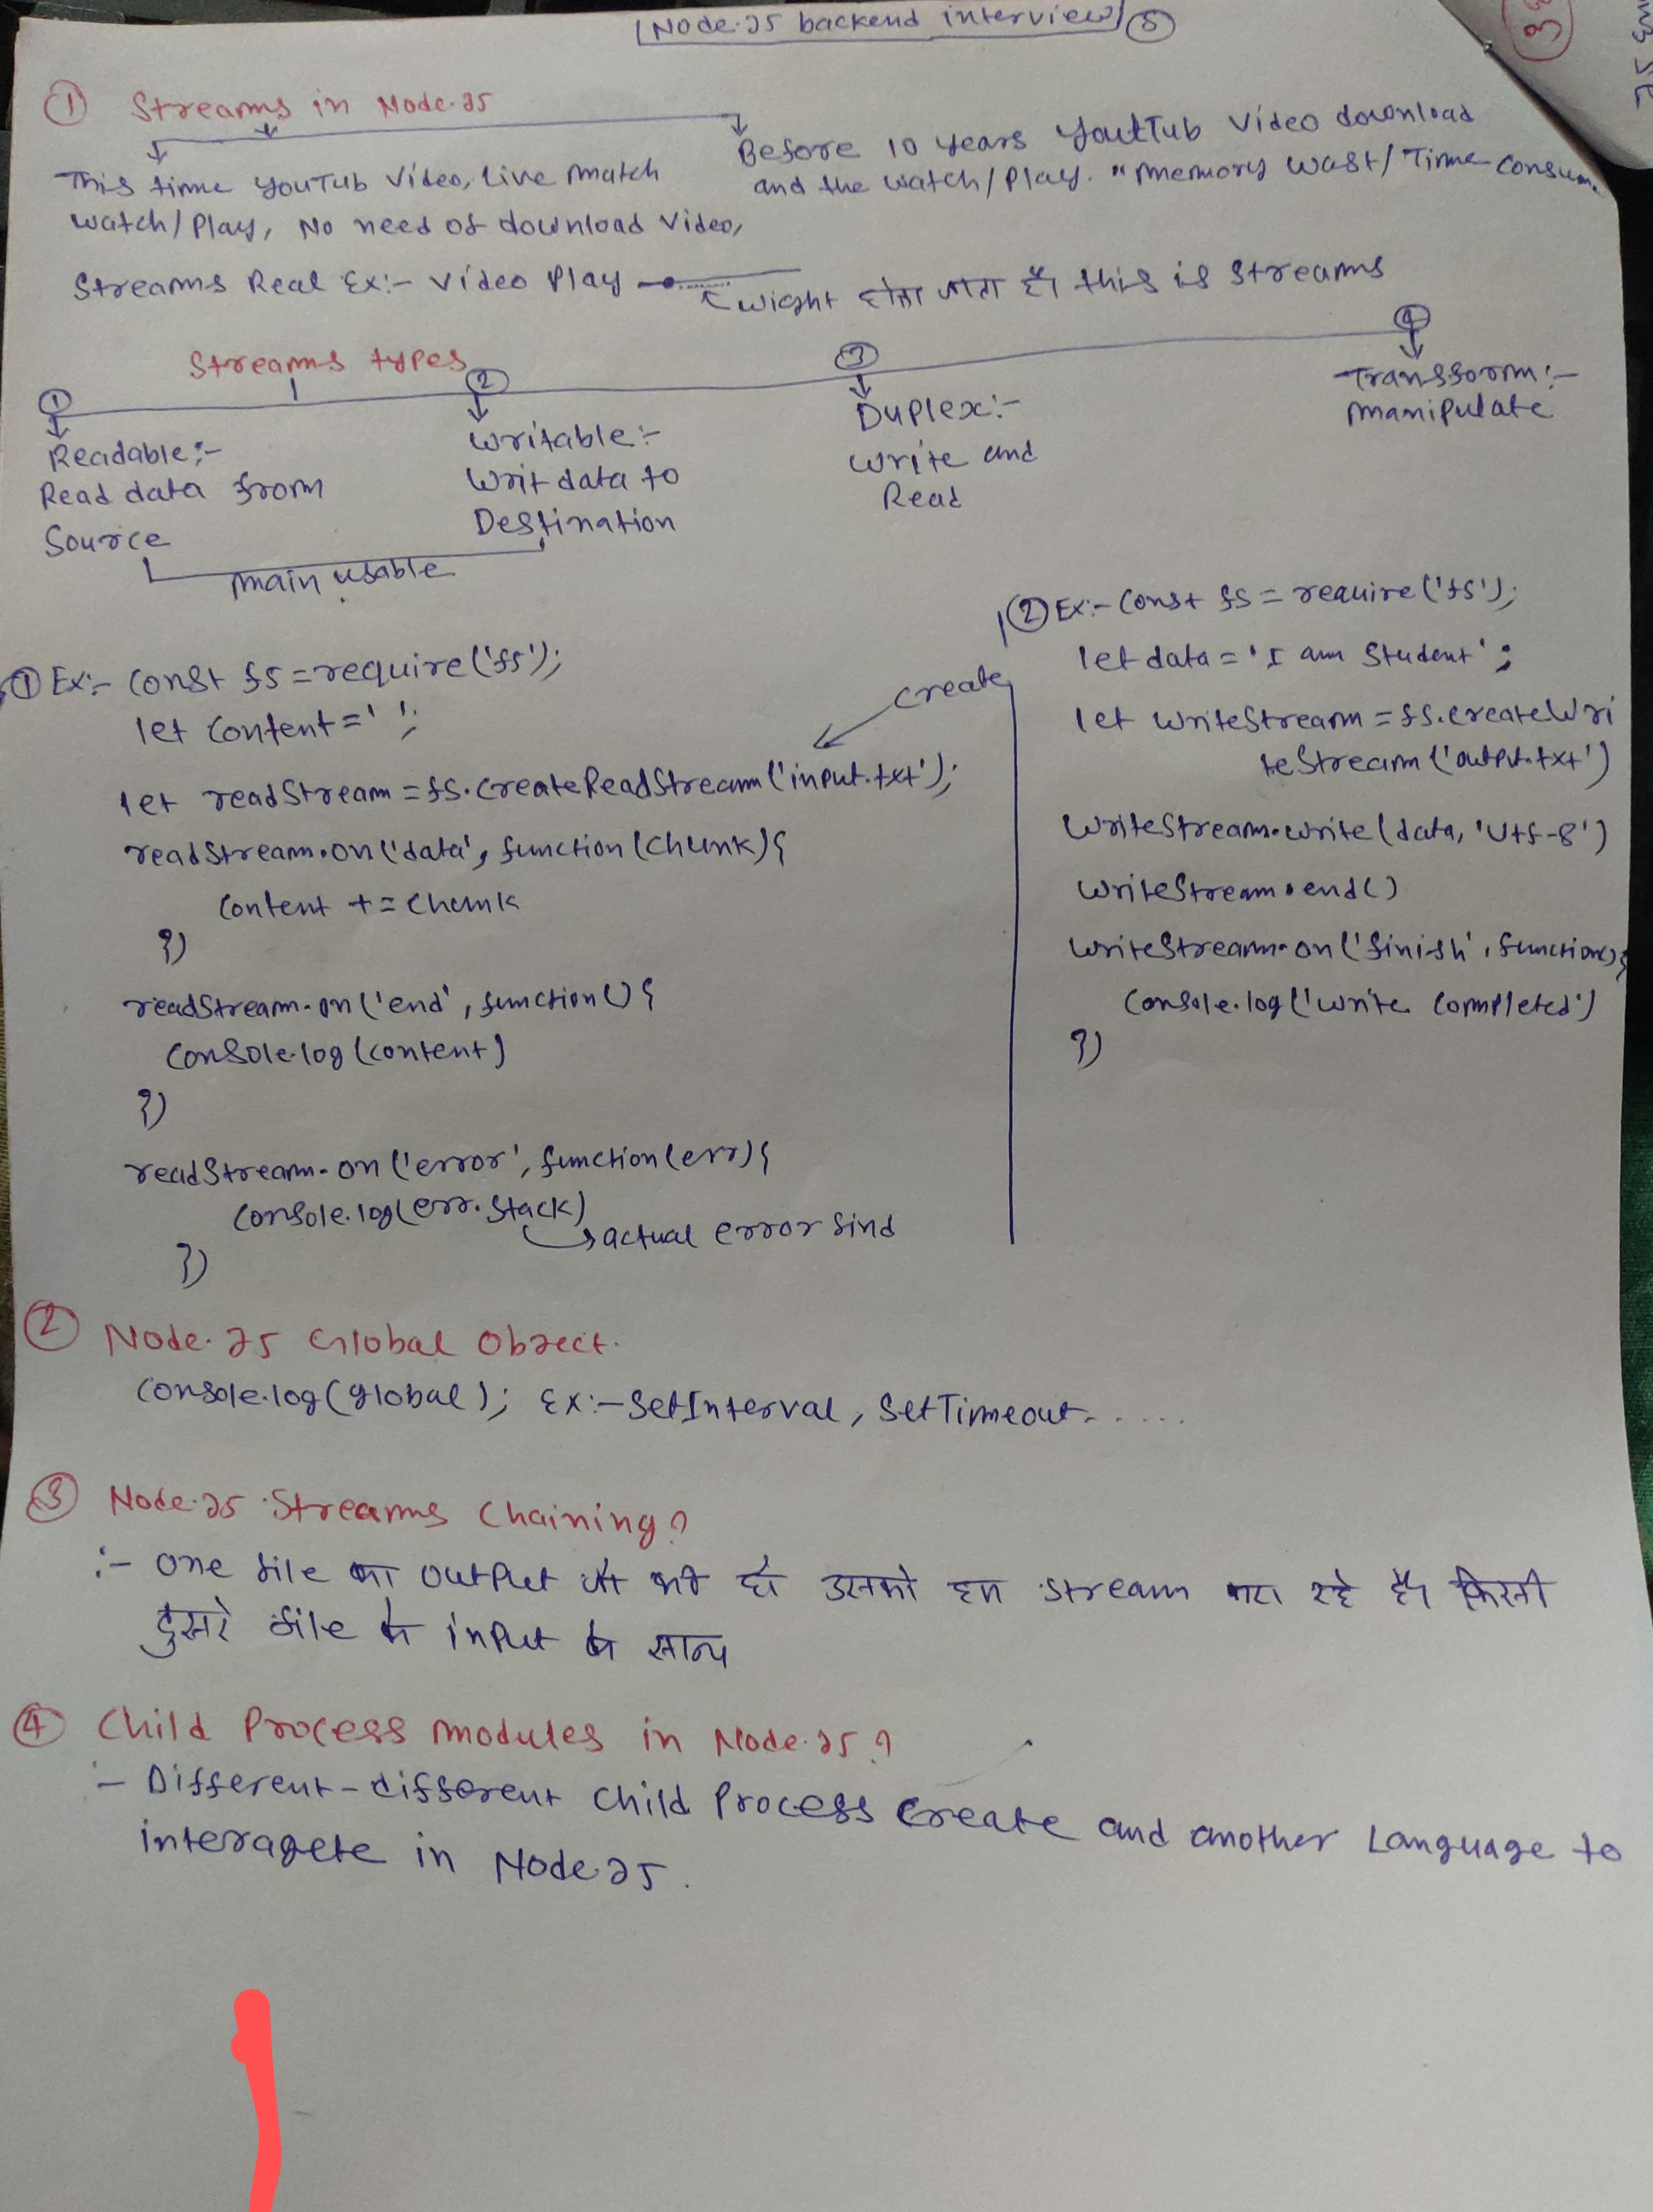 Node.JS backend interview 5
① Streams in Node.JS
This time YouTub Video, Live match
watch/Play, No need of download Video,
Before 10 years YoutTub Video download
and the watch/Play. "memory Wast/Time Consum
Streams Real Ex:- Video Play
wight होता जाता है। this is Streams
Streams types
①
Readable:-
Read data from
Source
②
Writable:-
Writ data to
Destination
main usable
③
Duplex:-
Write and
Read
④
Transform:-
manipulate
① Ex:- Const fs = require('fs');
let Content = ' ';
create
let readStream = fs.createReadStream('input.txt');
readStream.on('data', function(Chunk){
Content += Chunk
})
readStream.on('end', function(){
Console.log(content)
})
readStream.on('error', function(err){
Console.log(err.Stack)
actual error find
})
② Ex:- Const fs = require('fs');
let data = 'I am Student';
let writeStream = fs.createWri
teStream('output.txt')
WriteStream.write(data, 'Utf-8')
WriteStream.end()
WriteStream.on('finish', function(){
Console.log('write Completed')
})
② Node.JS Global Object.
Console.log(global); Ex:- SetInterval, SetTimeout......
③ Node.JS Streams Chaining?
:- One file का output जो भी हो उसको हम stream करा रहे है। किसी
दुसरे file के input के साथ
④ Child Process modules in Node.JS?
:- Different-different Child Process Create and another Language to
interagete in Node.JS.